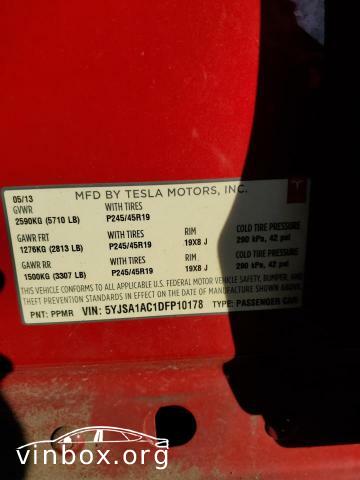 05/13 MFD BY TESLA MOTORS, INC.
GVWR WITH TIRES
2590KG (5710 LB) P245/45R19
GAWR FRT WITH TIRES RIM COLD TIRE PRESSURE
1276KG (2813 LB) P245/45R19 19X8 J 290 kPa, 42 psi
GAWR RR WITH TIRES RIM COLD TIRE PRESSURE
1500KG (3307 LB) P245/45R19 19X8 J 290 kPa, 42 psi
THIS VEHICLE CONFORMS TO ALL APPLICABLE U.S. FEDERAL MOTOR VEHICLE SAFETY, BUMPER, AND
THEFT PREVENTION STANDARDS IN EFFECT ON THE DATE OF MANUFACTURE SHOWN ABOVE.
PNT: PPMR VIN: 5YJSA1AC1DFP10178 TYPE: PASSENGER CAR
vinbox.org